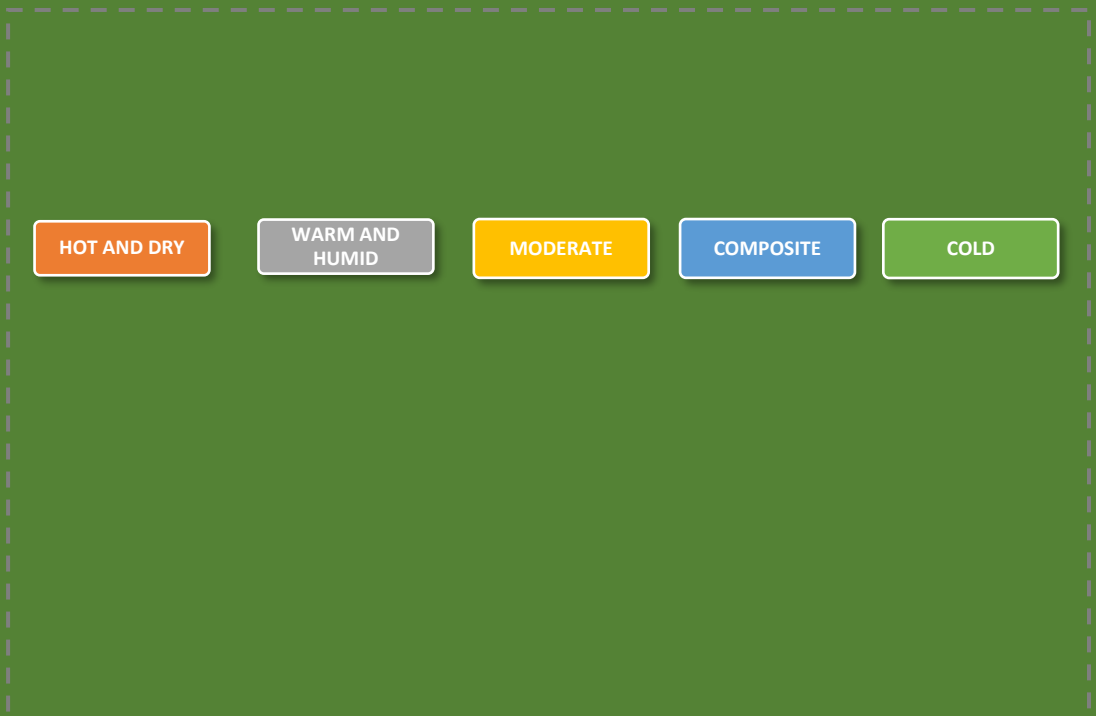 HOT AND DRY
WARM AND
HUMID
MODERATE
COMPOSITE
COLD